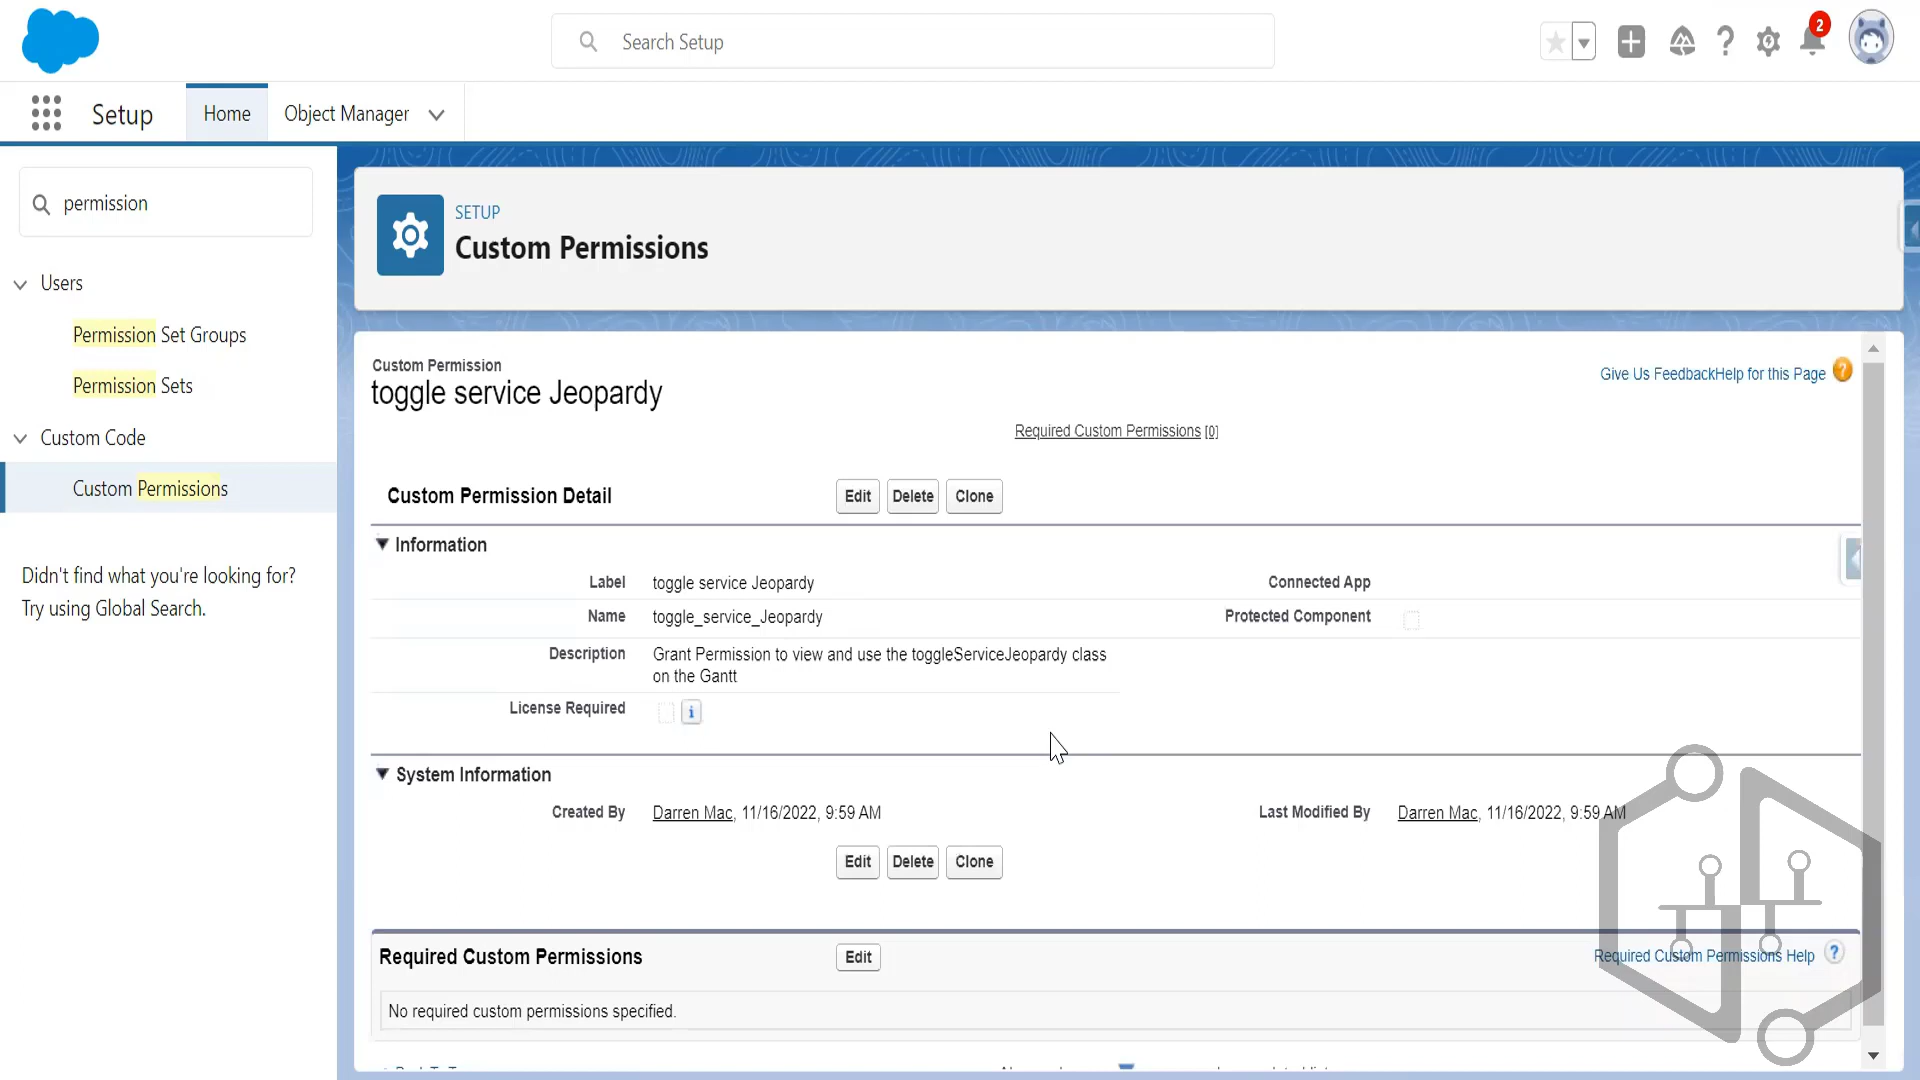 Search Setup
2
Setup
Home
Object Manager
permission
Users
Permission Set Groups
Permission Sets
Custom Code
Custom Permissions
Didn't find what you're looking for?
Try using Global Search.
SETUP
Custom Permissions
Custom Permission
toggle service Jeopardy
Give Us FeedbackHelp for this Page ?
Required Custom Permissions [0]
Custom Permission Detail Edit Delete Clone
Information
Label toggle service Jeopardy Connected App
Name toggle_service_Jeopardy Protected Component
Description Grant Permission to view and use the toggleServiceJeopardy class
on the Gantt
License Required i
System Information
Created By Darren Mac, 11/16/2022, 9:59 AM Last Modified By Darren Mac, 11/16/2022, 9:59 AM
Edit Delete Clone
Required Custom Permissions Edit Required Custom Permissions Help ?
No required custom permissions specified.